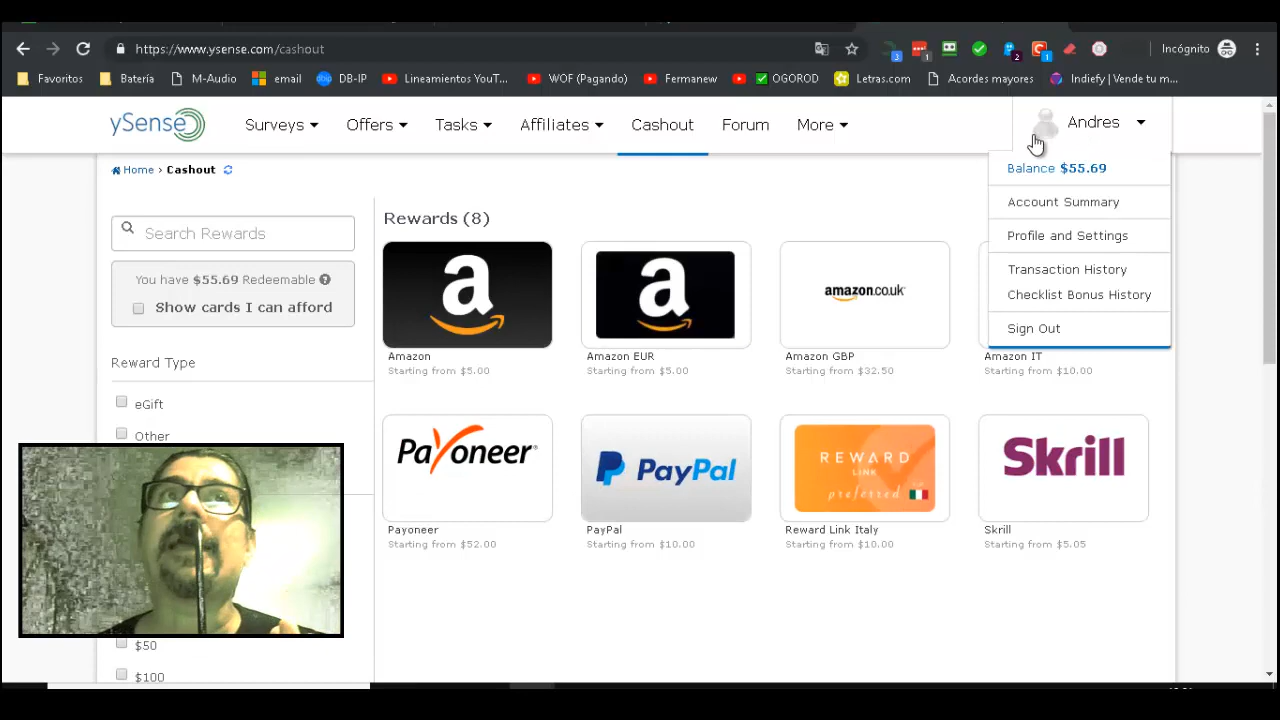 https://www.ysense.com/cashout
3
1
2
1
Incógnito
Favoritos
Batería
M-Audio
email
DB-IP
Lineamientos YouT...
WOF (Pagando)
Fermanew
OGOROD
Letras.com
Acordes mayores
Indiefy | Vende tu m...
ySense
Surveys
Offers
Tasks
Affiliates
Cashout
Forum
More
Andres
Home › Cashout
Balance $55.69
Account Summary
Profile and Settings
Transaction History
Checklist Bonus History
Sign Out
Search Rewards
You have $55.69 Redeemable ?
Show cards I can afford
Reward Type
eGift
Other
$50
$100
Rewards (8)
a
a
amazon.co.uk
Amazon
Starting from $5.00
Amazon EUR
Starting from $5.00
Amazon GBP
Starting from $32.50
Amazon IT
Starting from $10.00
Payoneer
PayPal
REWARD
LINK
preferred
Skrill
Payoneer
Starting from $52.00
PayPal
Starting from $10.00
Reward Link Italy
Starting from $10.00
Skrill
Starting from $5.05